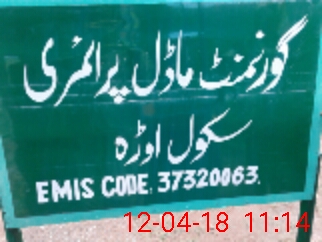 گورنمنٹ ماڈل پرائمری
سکول اوڑہ
EMIS CODE. 37320063.
12-04-18 11:14